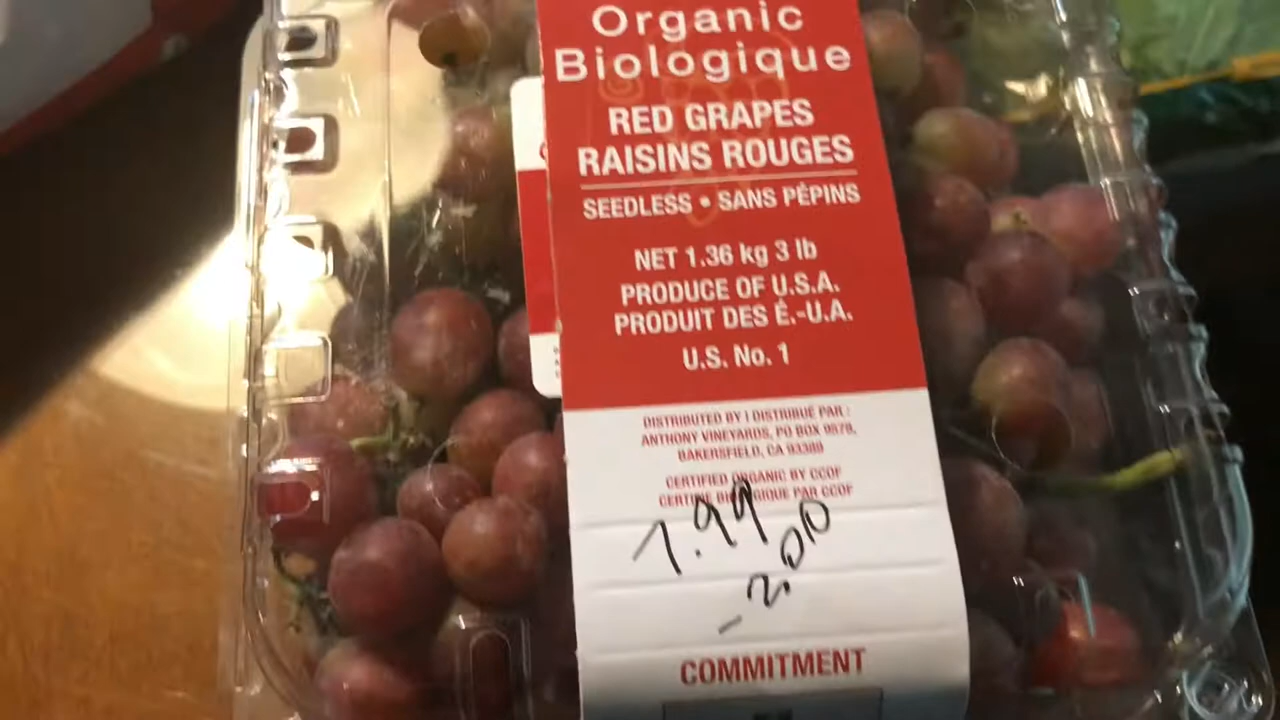 Organic
Biologique
RED GRAPES
RAISINS ROUGES
SEEDLESS • SANS PÉPINS
NET 1.36 kg 3 lb
PRODUCE OF U.S.A.
PRODUIT DES É.-U.A.
U.S. No. 1
DISTRIBUTED BY / DISTRIBUÉ PAR :
ANTHONY VINEYARDS, PO BOX 9578,
BAKERSFIELD, CA 93389
CERTIFIED ORGANIC BY CCOF
PAR CCOF
7.99
-2.00
COMMITMENT